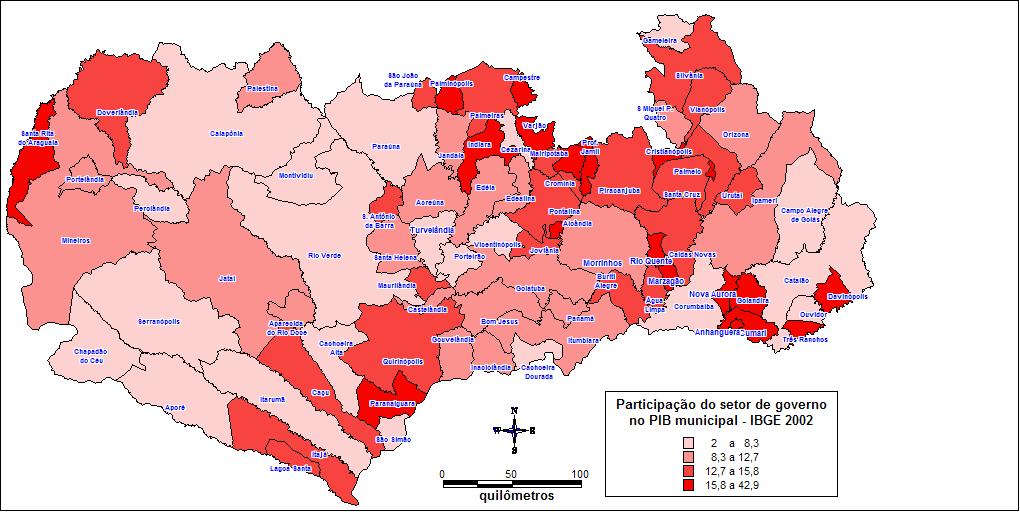 Gameleira
Silvânia
São João
da Paraúna
Palminópolis
Campestre
Palestina
Doverlândia
S Miguel P.
Quatro
Vianópolis
Palmeiras
Varjão
Orizona
Santa Rita
do Araguaia
Caiapônia
Paraúna
Indiara
Cezarina
Jandaia
Mairipotaba
Prof.
Jamil
Cristianópolis
Palmelo
Portelândia
Montividiu
Cromínia
Piracanjuba
Santa Cruz
Urutaí
Ipameri
Edéia
Edealina
Acreúna
Perolândia
S. Antônio
da Barra
Turvelândia
Pontalina
Aloândia
Campo Alegre
de Goiás
Mineiros
Rio Verde
Vicentinópolis
Joviânia
Porteirão
Santa Helena
Morrinhos
Rio Quente
Caldas Novas
Jataí
Maurilândia
Goiatuba
Buriti
Alegre
Marzagão
Catalão
Castelândia
Água
Limpa
Nova Aurora
Corumbaíba
Goiandira
Davinópolis
Serranópolis
Aparecida
do Rio Doce
Bom Jesus
Panamá
Ouvidor
Gouvelândia
Itumbiara
Anhanguera
Cumari
Três Ranchos
Chapadão
do Céu
Cachoeira
Alta
Quirinópolis
Inaciolândia
Cachoeira
Dourada
Caçu
Itarumã
Aporé
Paranaiguara
São Simão
Itajá
Lagoa Santa
N
W E
S
0 50 100
quilômetros
Participação do setor de governo
no PIB municipal - IBGE 2002
2 a 8,3
8,3 a 12,7
12,7 a 15,8
15,8 a 42,9